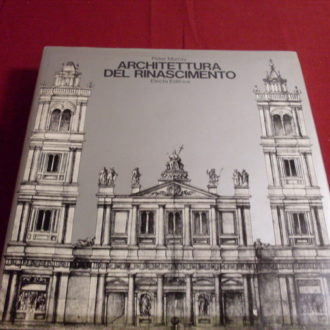 Peter Murray
ARCHITETTURA
DEL RINASCIMENTO
Electa Editrice